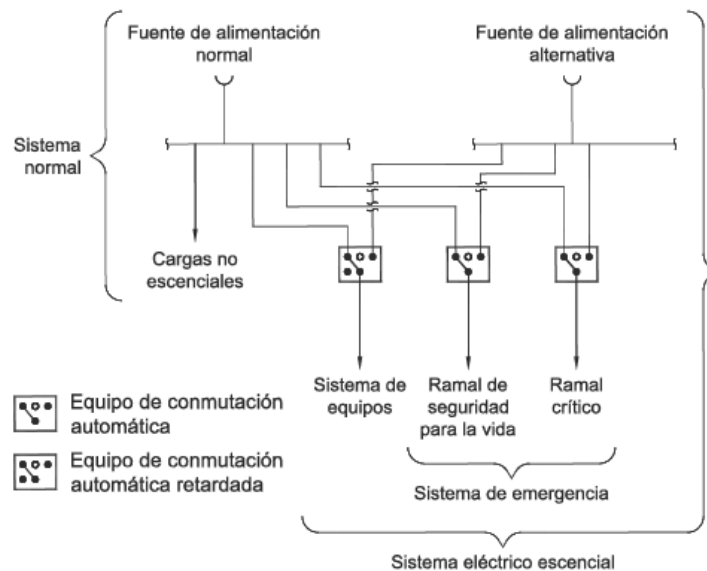 Fuente de alimentación
normal
Fuente de alimentación
alternativa
Sistema
normal
Cargas no
escenciales
Sistema de
equipos
Ramal de
seguridad
para la vida
Ramal
crítico
Equipo de conmutación
automática
Equipo de conmutación
automática retardada
Sistema de emergencia
Sistema eléctrico escencial